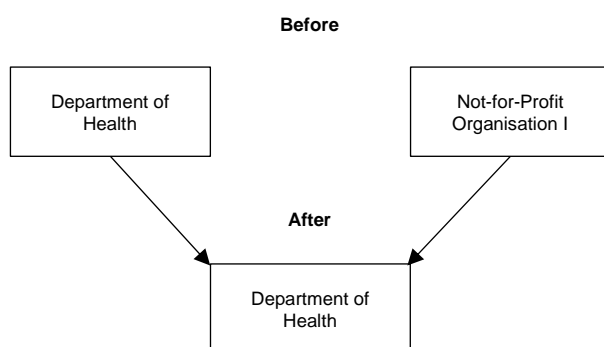 Before
Department of
Health
Not-for-Profit
Organisation I
After
Department of
Health